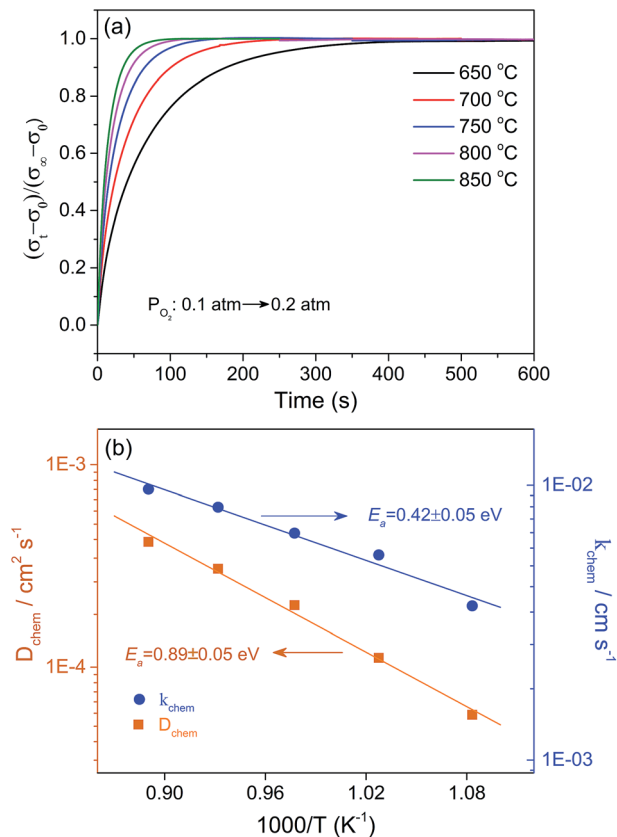 (a)
1.0
0.8
0.6
0.4
0.2
0.0
(σt−σ0)/(σ∞−σ0)
650 °C
700 °C
750 °C
800 °C
850 °C
PO2: 0.1 atm→0.2 atm
0 100 200 300 400 500 600
Time (s)
(b)
1E-3
1E-4
Dchem / cm² s⁻¹
1E-02
1E-03
kchem / cm s⁻¹
Ea=0.42±0.05 eV
Ea=0.89±0.05 eV
kchem
Dchem
0.90 0.96 1.02 1.08
1000/T (K⁻¹)